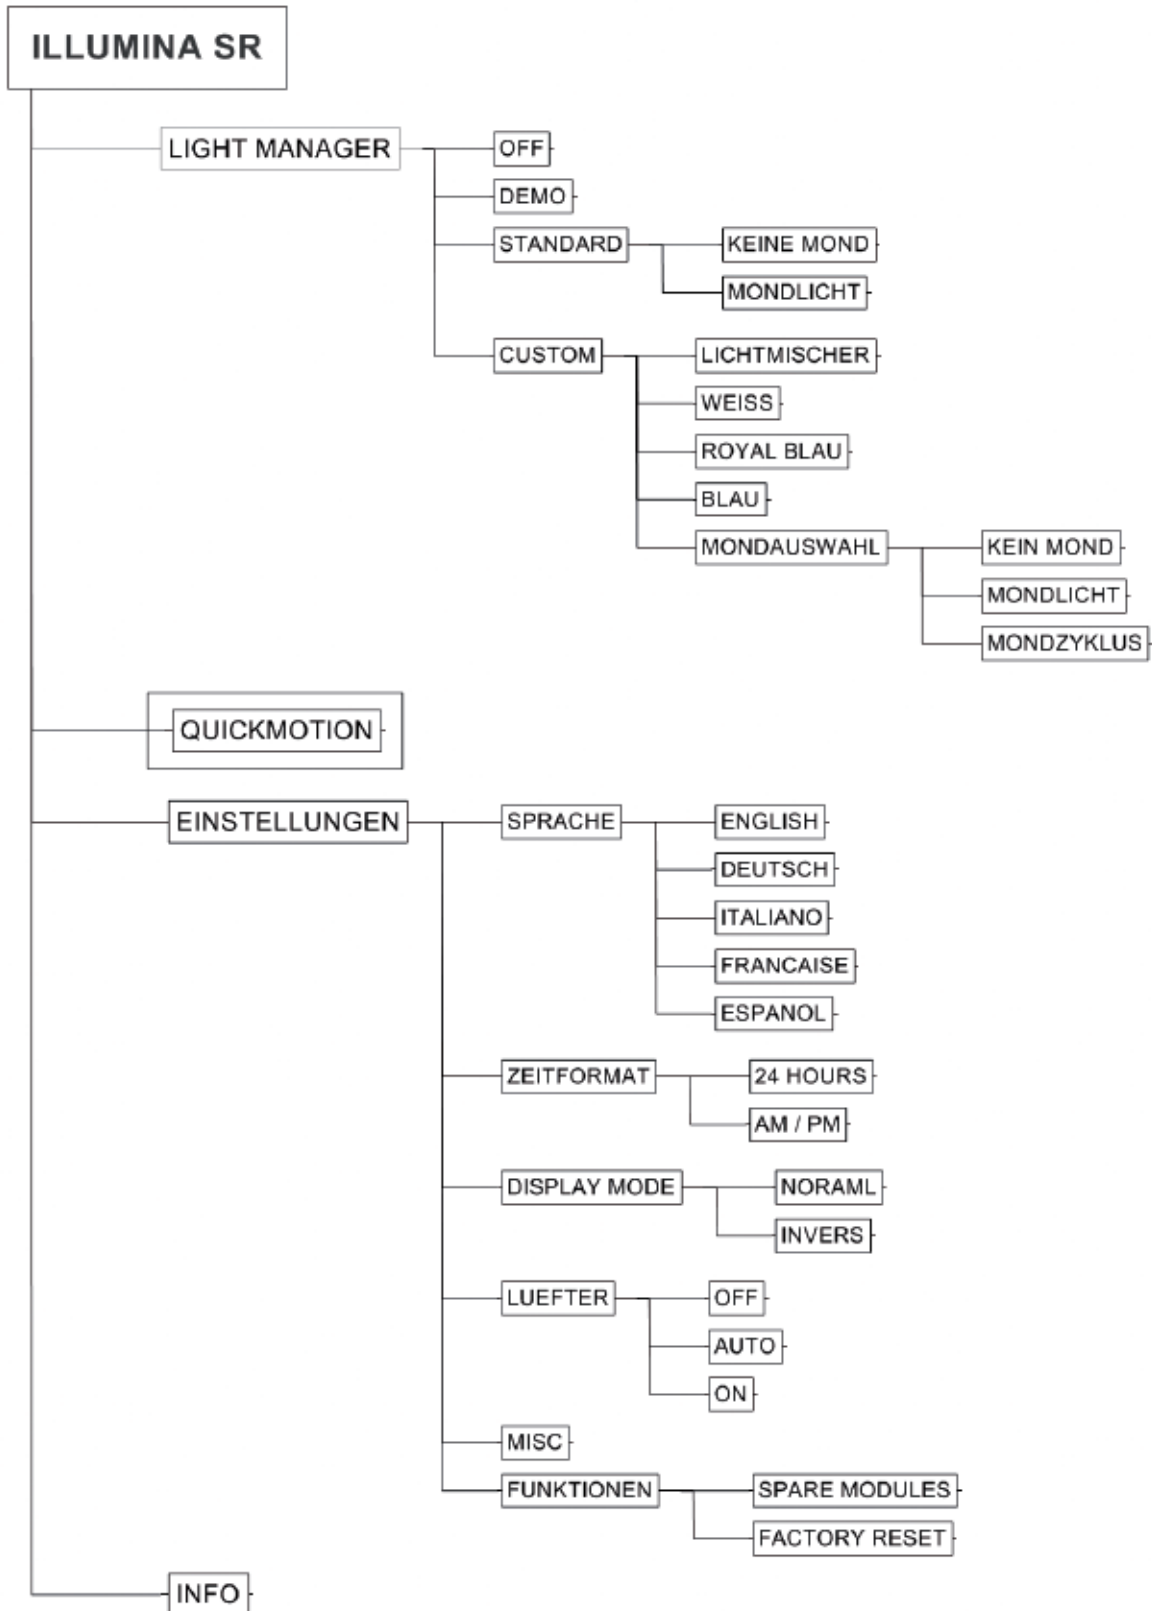 ILLUMINA SR
LIGHT MANAGER
OFF
DEMO
STANDARD
KEINE MOND
MONDLICHT
CUSTOM
LICHTMISCHER
WEISS
ROYAL BLAU
BLAU
MONDAUSWAHL
KEIN MOND
MONDLICHT
MONDZYKLUS
QUICKMOTION
EINSTELLUNGEN
SPRACHE
ENGLISH
DEUTSCH
ITALIANO
FRANCAISE
ESPANOL
ZEITFORMAT
24 HOURS
AM / PM
DISPLAY MODE
NORAML
INVERS
LUEFTER
OFF
AUTO
ON
MISC
FUNKTIONEN
SPARE MODULES
FACTORY RESET
INFO